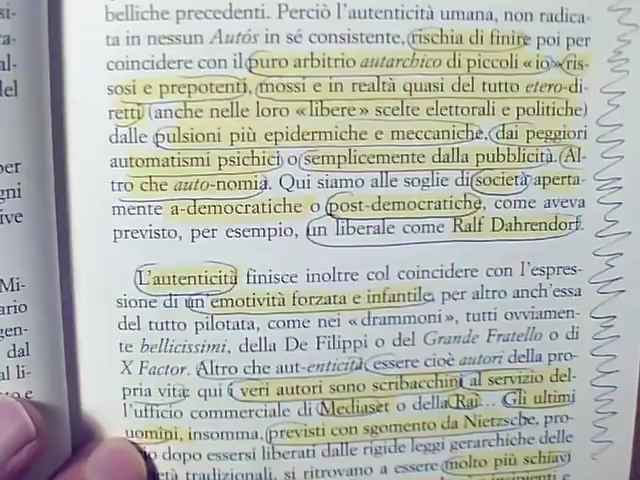 belliche precedenti. Perciò l'autenticità umana, non radica-
ta in nessun Autós in sé consistente, rischia di finire poi per
coincidere con il puro arbitrio autarchico di piccoli «io» ris-
sosi e prepotenti, mossi e in realtà quasi del tutto etero-di-
retti (anche nelle loro «libere» scelte elettorali e politiche)
dalle pulsioni più epidermiche e meccaniche, dai peggiori
automatismi psichici o semplicemente dalla pubblicità. Al-
tro che auto-nomia. Qui siamo alle soglie di società aperta-
mente a-democratiche o post-democratiche, come aveva
previsto, per esempio, un liberale come Ralf Dahrendorf.
L'autenticità finisce inoltre col coincidere con l'espres-
sione di un'emotività forzata e infantile, per altro anch'essa
del tutto pilotata, come nei «drammoni», tutti ovviamen-
te bellicissimi, della De Filippi o del Grande Fratello o di
X Factor. Altro che aut-enticità essere cioè autori della pro-
pria vita: qui i veri autori sono scribacchini al servizio del-
l'ufficio commerciale di Mediaset o della Rai... Gli ultimi
uomini, insomma, previsti con sgomento da Nietzsche, pro-
dopo essersi liberati dalle rigide leggi gerarchiche delle
tradizionali, si ritrovano a essere molto più schiavi